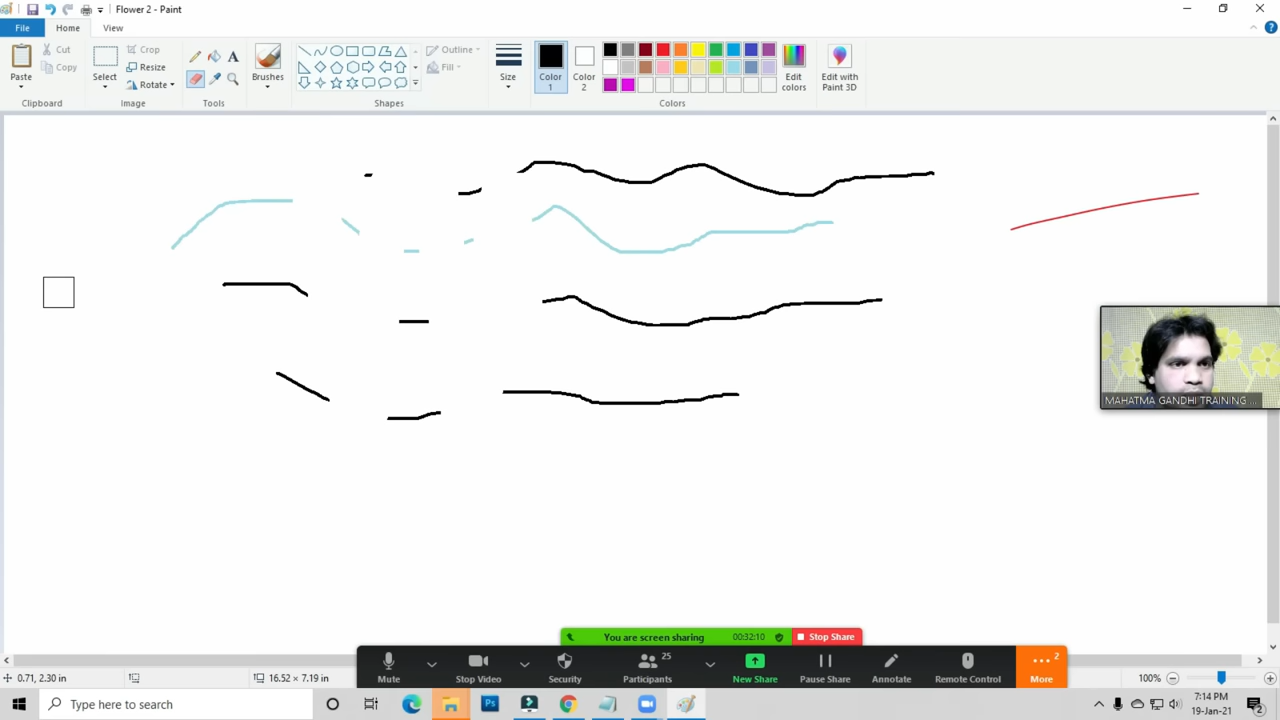 Flower 2 - Paint
File
Home
View
Paste
Cut
Copy
Clipboard
Select
Crop
Resize
Rotate
Image
Tools
Brushes
Outline
Fill
Shapes
Size
Color 1
Color 2
Edit colors
Edit with Paint 3D
Colors
MAHATMA GANDHI TRAINING ...
You are screen sharing
00:32:10
Stop Share
Mute
Stop Video
Security
25
Participants
New Share
Pause Share
Annotate
Remote Control
2
More
0.71, 2.30 in
16.52 × 7.19 in
100%
Type here to search
Ps
7:14 PM
19-Jan-21
2